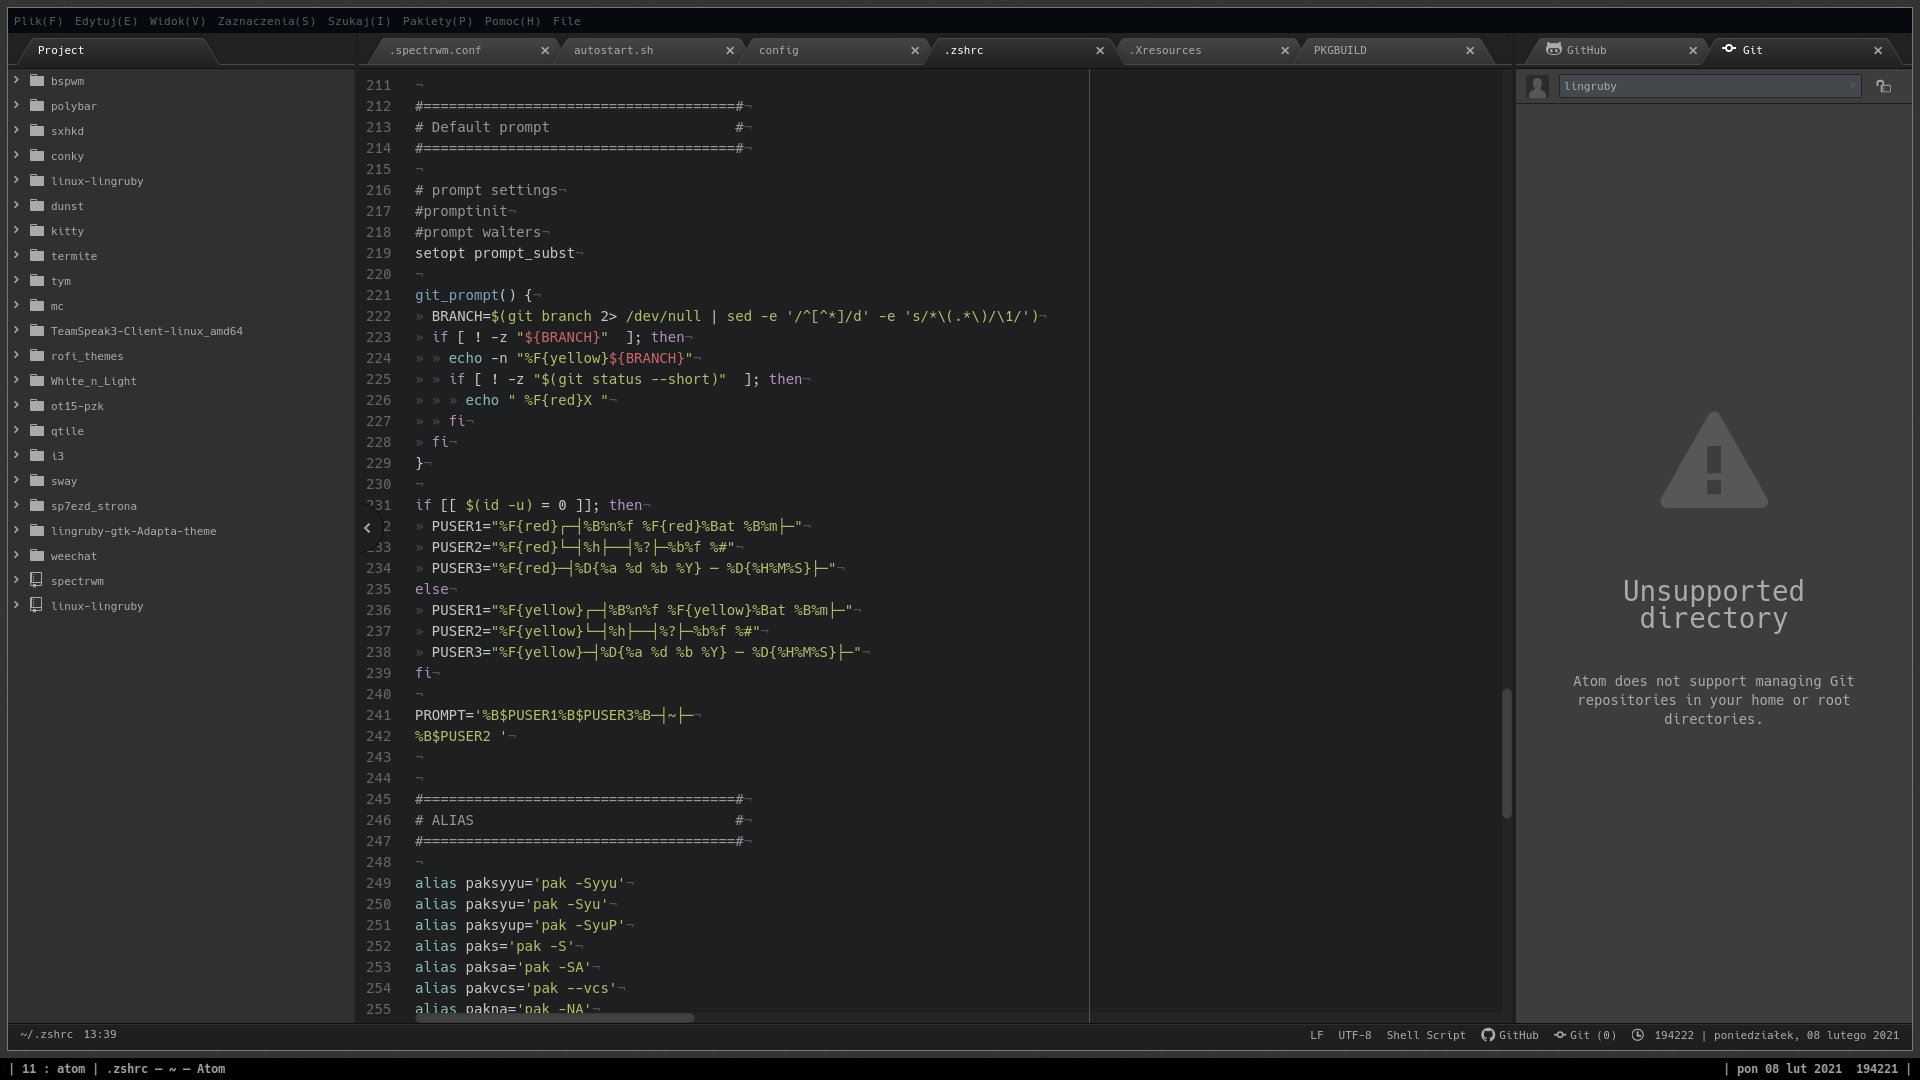 Plik(F) Edytuj(E) Widok(V) Zaznaczenia(S) Szukaj(I) Pakiety(P) Pomoc(H) File
Project
bspwm
polybar
sxhkd
conky
linux-lingruby
dunst
kitty
termite
tym
mc
TeamSpeak3-Client-linux_amd64
rofi_themes
White_n_Light
ot15-pzk
qtile
i3
sway
sp7ezd_strona
lingruby-gtk-Adapta-theme
weechat
spectrwm
linux-lingruby
.spectrwm.conf × autostart.sh × config × .zshrc × .Xresources × PKGBUILD ×
211 ¬
212 #=====================================#¬
213 # Default prompt                      #¬
214 #=====================================#¬
215 ¬
216 # prompt settings¬
217 #promptinit¬
218 #prompt walters¬
219 setopt prompt_subst¬
220 ¬
221 git_prompt() {¬
222 » BRANCH=$(git branch 2> /dev/null | sed -e '/^[^*]/d' -e 's/*\(.*\)/\1/')¬
223 » if [ ! -z "${BRANCH}"  ]; then¬
224 » » echo -n "%F{yellow}${BRANCH}"¬
225 » » if [ ! -z "$(git status --short)"  ]; then¬
226 » » » echo " %F{red}X "¬
227 » » fi¬
228 » fi¬
229 }¬
230 ¬
231 if [[ $(id -u) = 0 ]]; then¬
232 » PUSER1="%F{red}┌─┤%B%n%f %F{red}%Bat %B%m├─"¬
233 » PUSER2="%F{red}└─┤%h├──┤%?├─%b%f %#"¬
234 » PUSER3="%F{red}─┤%D{%a %d %b %Y} ─ %D{%H%M%S}├─"¬
235 else¬
236 » PUSER1="%F{yellow}┌─┤%B%n%f %F{yellow}%Bat %B%m├─"¬
237 » PUSER2="%F{yellow}└─┤%h├──┤%?├─%b%f %#"¬
238 » PUSER3="%F{yellow}─┤%D{%a %d %b %Y} ─ %D{%H%M%S}├─"¬
239 fi¬
240 ¬
241 PROMPT='%B$PUSER1%B$PUSER3%B─┤~├─¬
242 %B$PUSER2 '¬
243 ¬
244 ¬
245 #=====================================#¬
246 # ALIAS                               #¬
247 #=====================================#¬
248 ¬
249 alias paksyyu='pak -Syyu'¬
250 alias paksyu='pak -Syu'¬
251 alias paksyup='pak -SyuP'¬
252 alias paks='pak -S'¬
253 alias paksa='pak -SA'¬
254 alias pakvcs='pak --vcs'¬
255 alias pakna='pak -NA'¬
GitHub × Git ×
lingruby
Unsupported
directory
Atom does not support managing Git
repositories in your home or root
directories.
~/.zshrc 13:39 LF UTF-8 Shell Script GitHub Git (0) 194222 | poniedziałek, 08 lutego 2021
| 11 : atom | .zshrc — ~ — Atom | pon 08 lut 2021  194221 |